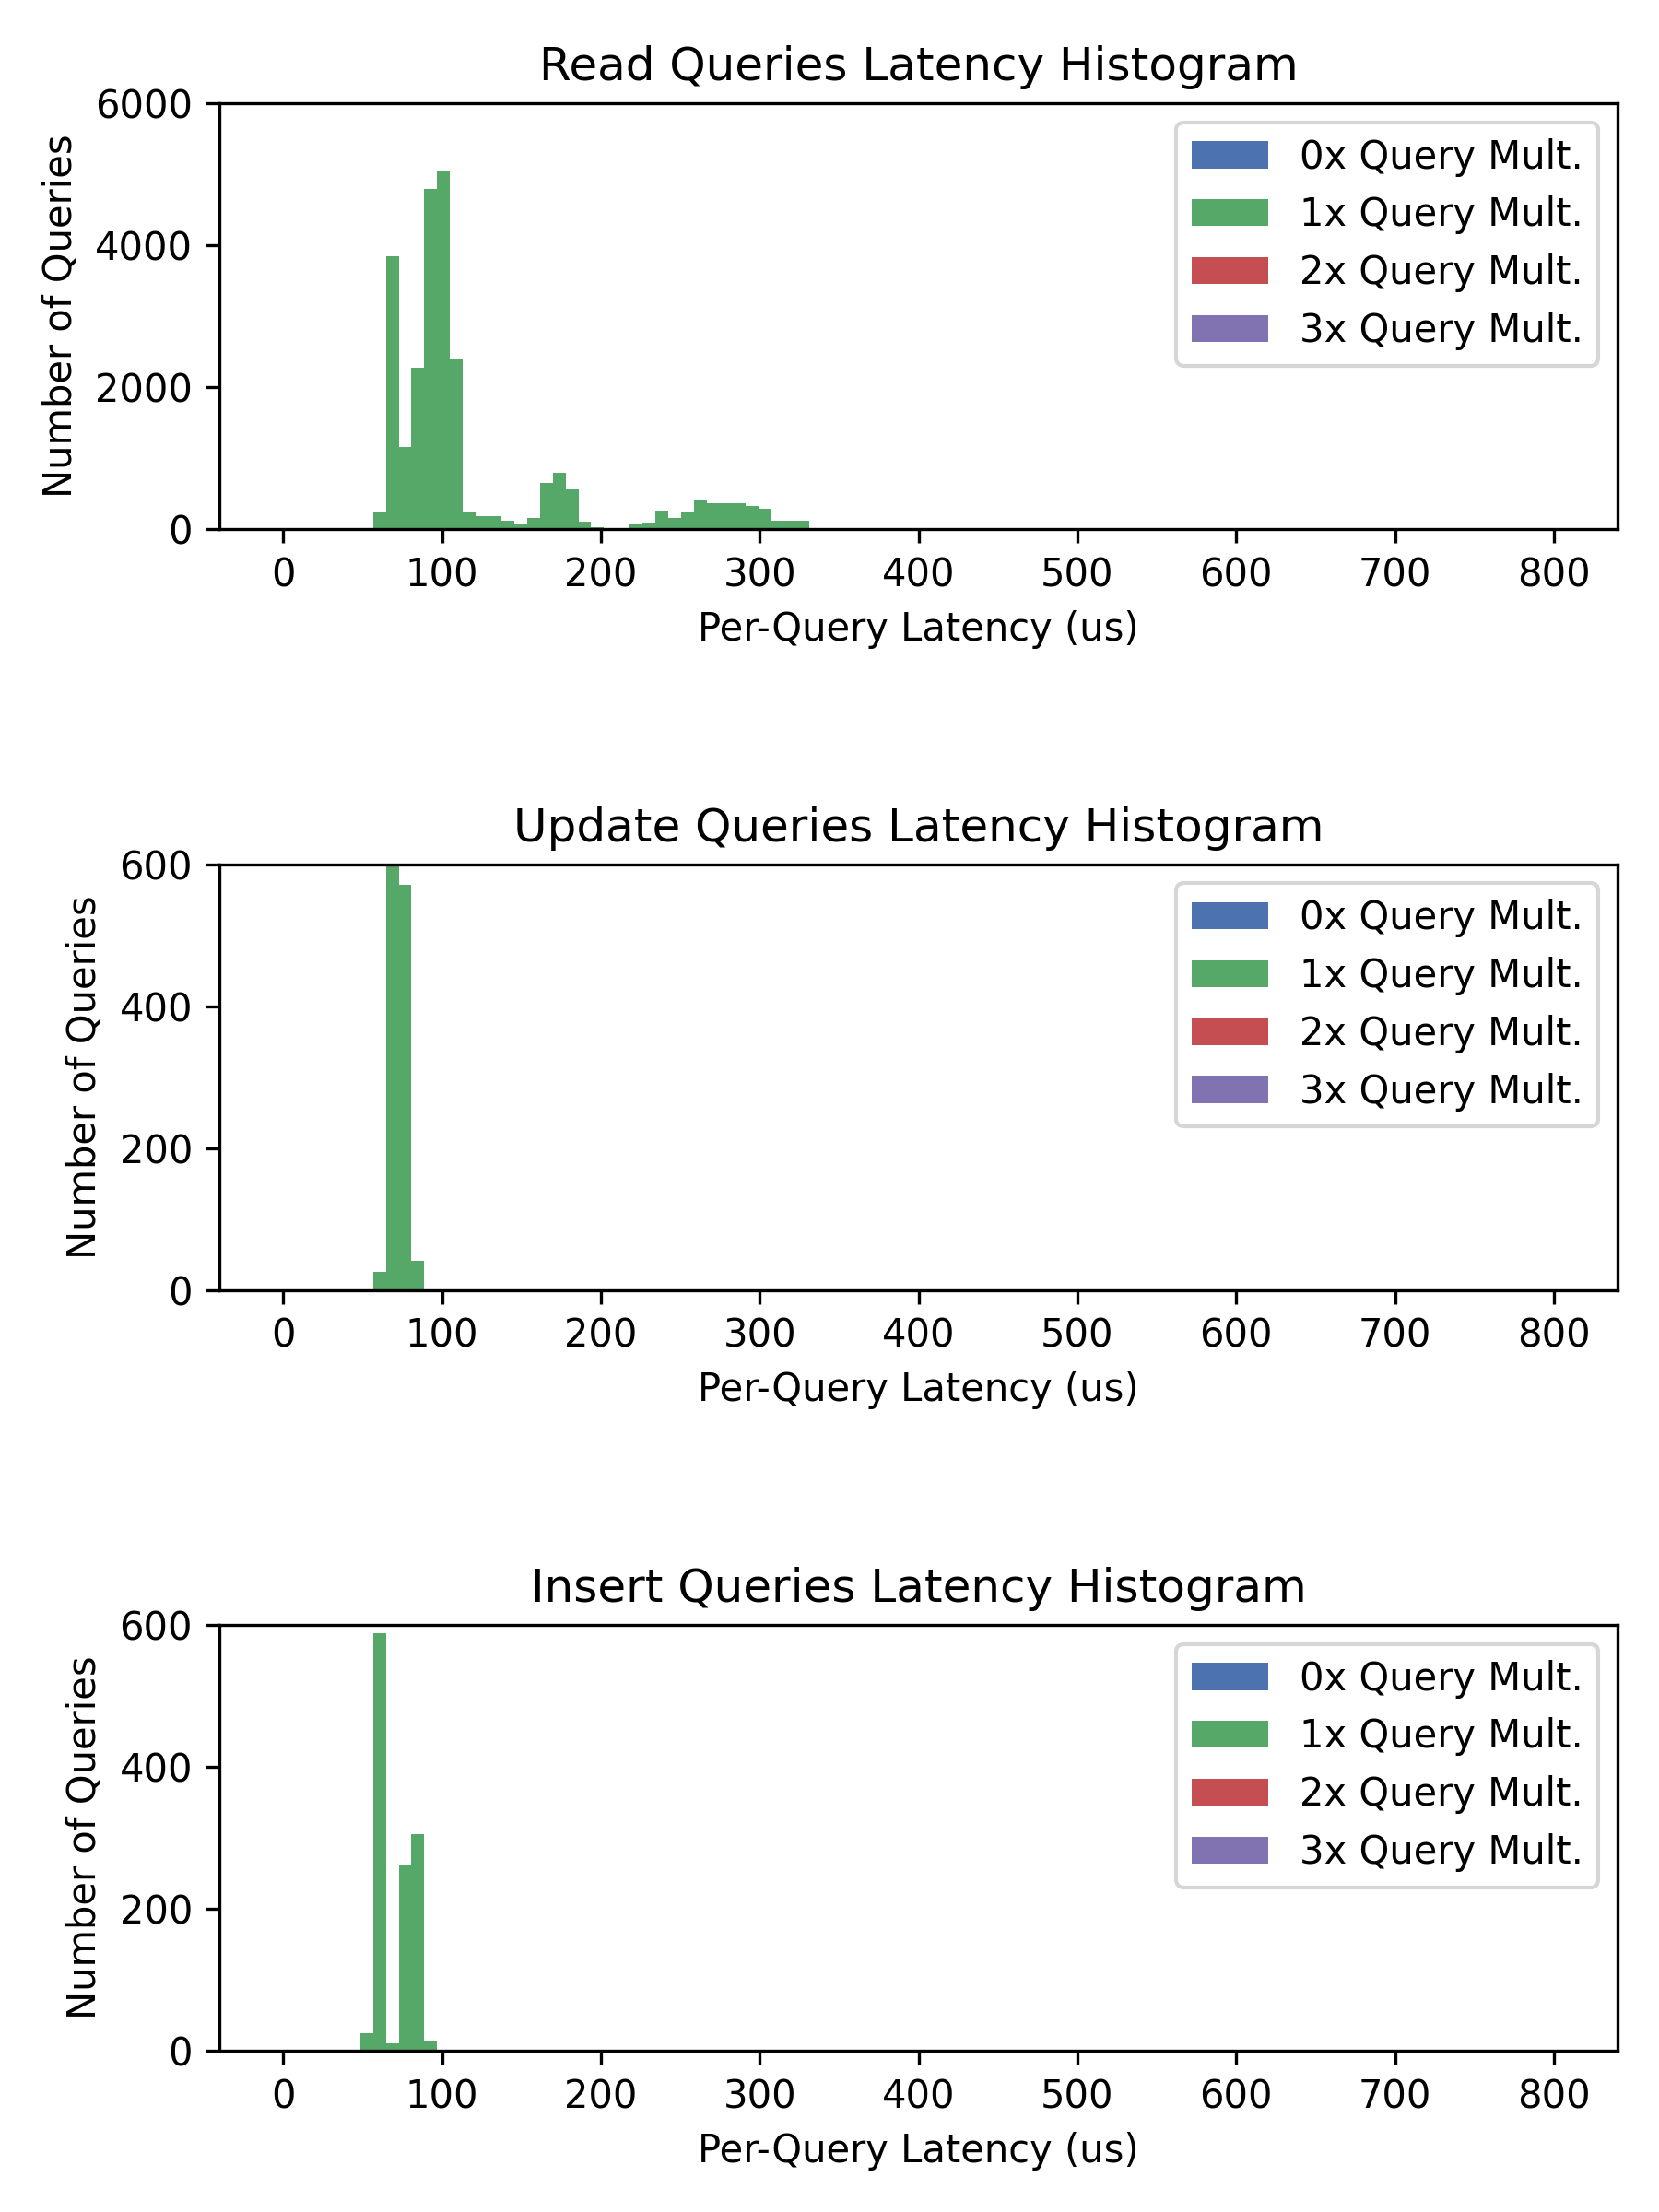 Read Queries Latency Histogram
6000
4000
2000
0
Number of Queries
0x Query Mult.
1x Query Mult.
2x Query Mult.
3x Query Mult.
0 100 200 300 400 500 600 700 800
Per-Query Latency (us)
Update Queries Latency Histogram
600
400
200
0
Number of Queries
0x Query Mult.
1x Query Mult.
2x Query Mult.
3x Query Mult.
0 100 200 300 400 500 600 700 800
Per-Query Latency (us)
Insert Queries Latency Histogram
600
400
200
0
Number of Queries
0x Query Mult.
1x Query Mult.
2x Query Mult.
3x Query Mult.
0 100 200 300 400 500 600 700 800
Per-Query Latency (us)